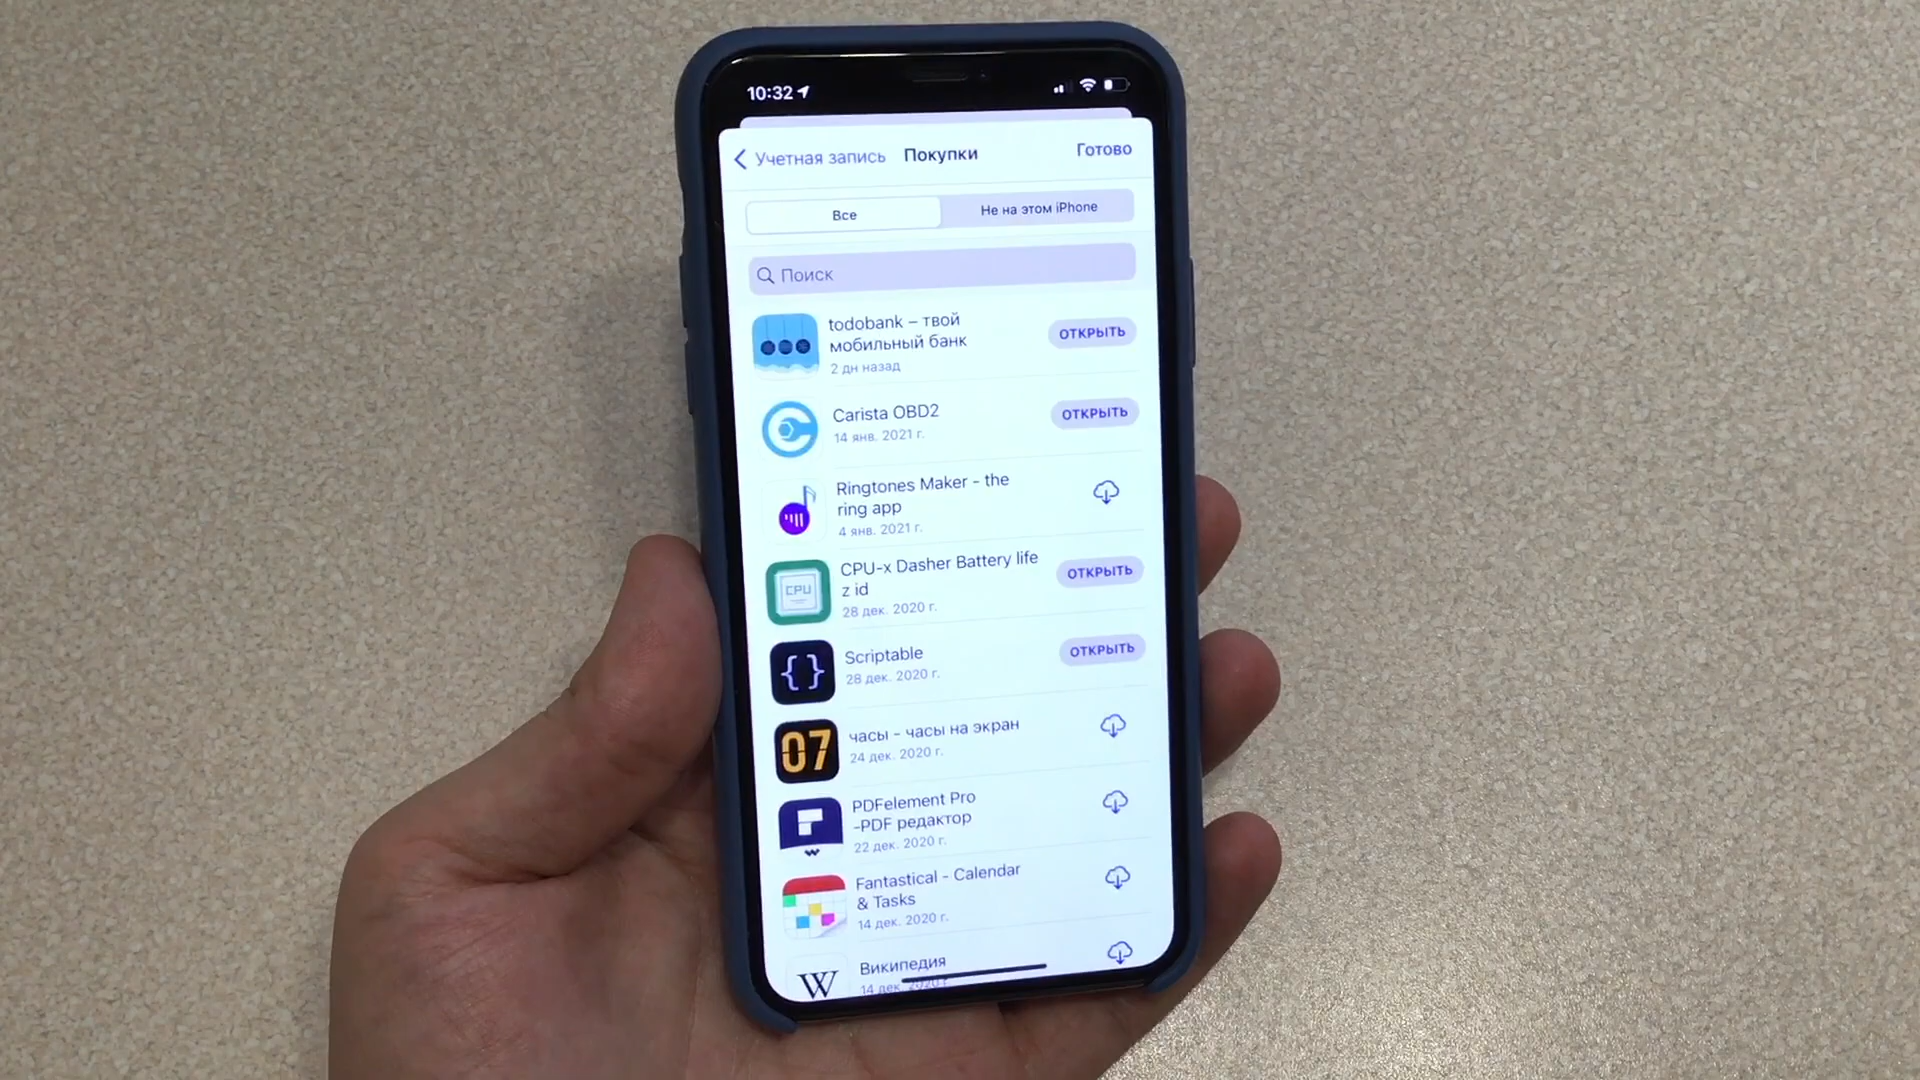 10:32
Учетная запись
Покупки
Готово
Все
Не на этом iPhone
Поиск
todobank – твой
мобильный банк
2 дн назад
ОТКРЫТЬ
Carista OBD2
14 янв. 2021 г.
ОТКРЫТЬ
Ringtones Maker - the
ring app
4 янв. 2021 г.
CPU
CPU-x Dasher Battery life
z id
28 дек. 2020 г.
ОТКРЫТЬ
{}
Scriptable
28 дек. 2020 г.
ОТКРЫТЬ
07
часы - часы на экран
24 дек. 2020 г.
PDFelement Pro
-PDF редактор
22 дек. 2020 г.
Fantastical - Calendar
& Tasks
14 дек. 2020 г.
W
Википедия
14 дек. 2020 г.